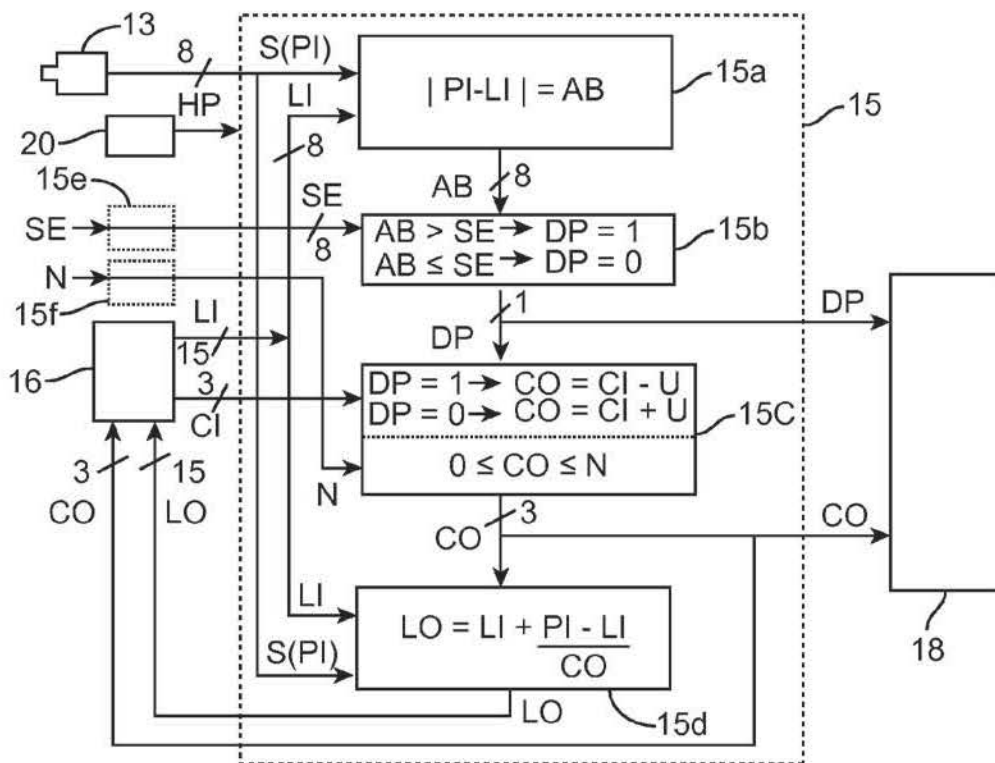 13
8
S(PI)
HP
LI
| PI-LI | = AB
15a
15
20
8
15e
SE
AB
8
SE
8
AB > SE → DP = 1
AB ≤ SE → DP = 0
15b
N
15f
1
DP
DP
LI
15
16
3
CI
DP = 1 → CO = CI - U
DP = 0 → CO = CI + U
15C
0 ≤ CO ≤ N
N
3
15
CO
LO
3
CO
CO
LI
LO = LI + PI - LI
CO
S(PI)
18
LO
15d